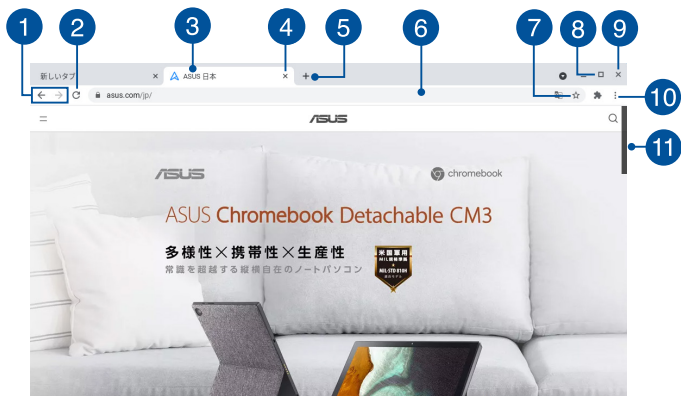 1 2 3 4 5 6 7 8 9
新しいタブ ASUS 日本
asus.com/jp/
10
ASUS
11
ASUS chromebook
ASUS Chromebook Detachable CM3
多様性×携帯性×生産性
常識を超越する縦横自在のノートパソコン
米国軍用
MIL-STD 810H